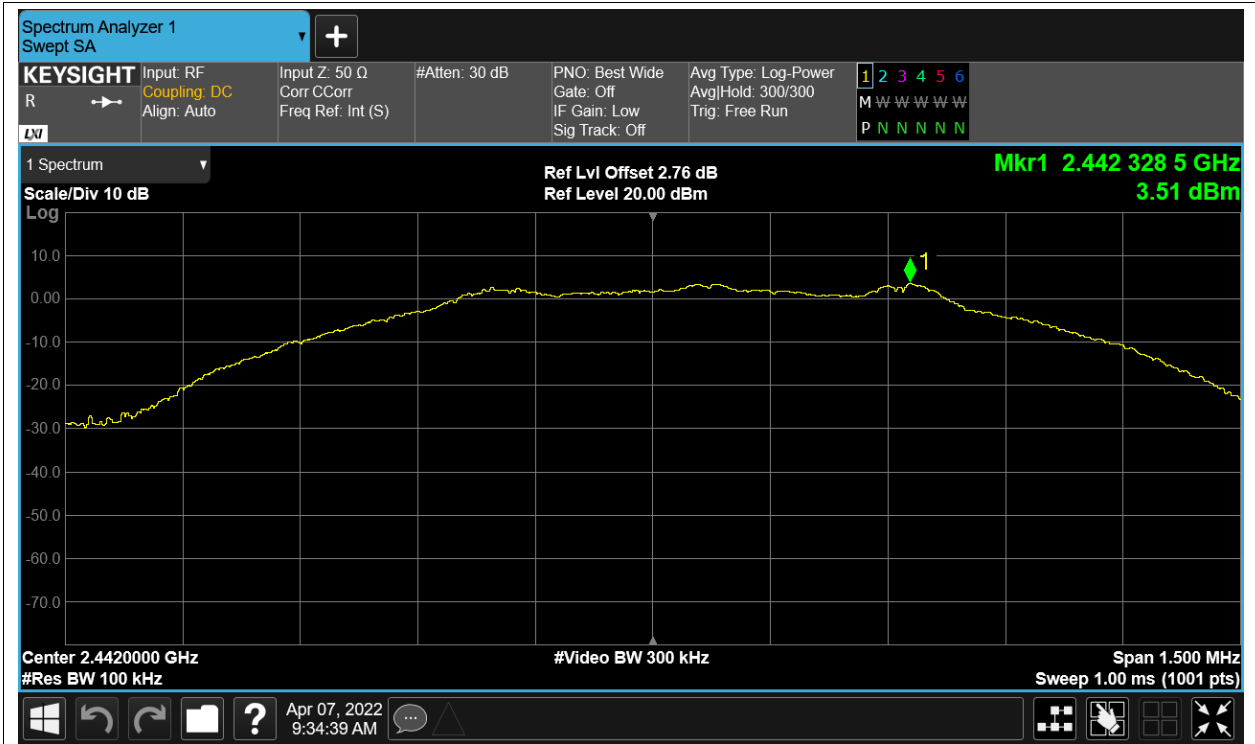 Spectrum Analyzer 1
Swept SA
KEYSIGHT
R
LXI
Input: RF
Coupling: DC
Align: Auto
Input Z: 50 Ω
Corr CCorr
Freq Ref: Int (S)
#Atten: 30 dB
PNO: Best Wide
Gate: Off
IF Gain: Low
Sig Track: Off
Avg Type: Log-Power
Avg|Hold: 300/300
Trig: Free Run
1 2 3 4 5 6
M W W W W W
P N N N N N
1 Spectrum
Scale/Div 10 dB
Log
Ref Lvl Offset 2.76 dB
Ref Level 20.00 dBm
Mkr1 2.442 328 5 GHz
3.51 dBm
1
10.0
0.00
-10.0
-20.0
-30.0
-40.0
-50.0
-60.0
-70.0
Center 2.4420000 GHz
#Res BW 100 kHz
#Video BW 300 kHz
Span 1.500 MHz
Sweep 1.00 ms (1001 pts)
?
Apr 07, 2022
9:34:39 AM